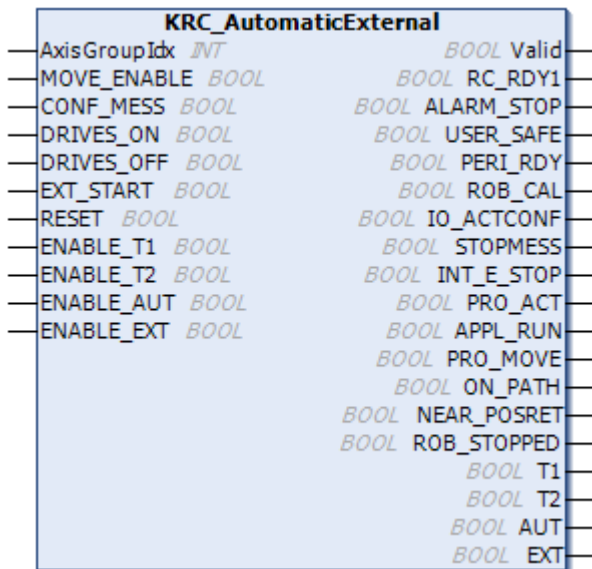 KRC_AutomaticExternal
AxisGroupIdx INT BOOL Valid
MOVE_ENABLE BOOL BOOL RC_RDY1
CONF_MESS BOOL BOOL ALARM_STOP
DRIVES_ON BOOL BOOL USER_SAFE
DRIVES_OFF BOOL BOOL PERI_RDY
EXT_START BOOL BOOL ROB_CAL
RESET BOOL BOOL IO_ACTCONF
ENABLE_T1 BOOL BOOL STOPMESS
ENABLE_T2 BOOL BOOL INT_E_STOP
ENABLE_AUT BOOL BOOL PRO_ACT
ENABLE_EXT BOOL BOOL APPL_RUN
BOOL PRO_MOVE
BOOL ON_PATH
BOOL NEAR_POSRET
BOOL ROB_STOPPED
BOOL T1
BOOL T2
BOOL AUT
BOOL EXT